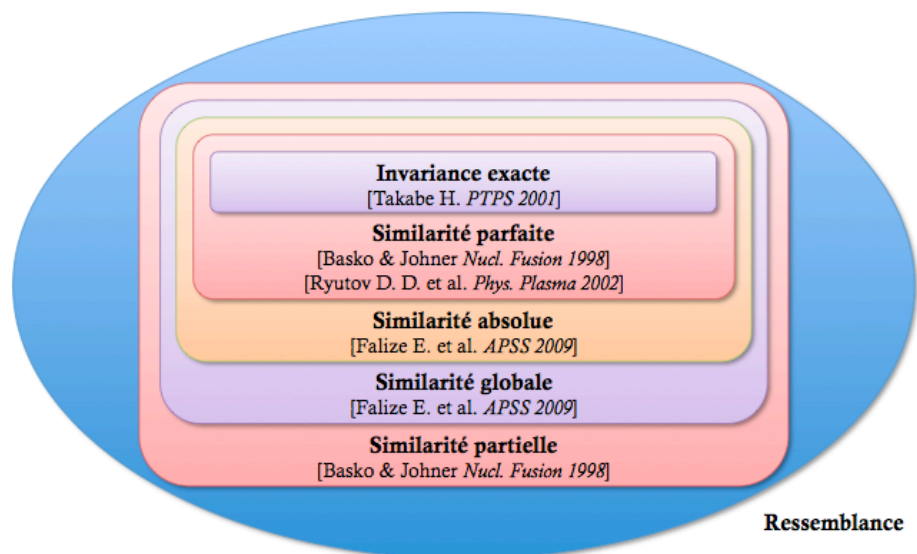 Invariance exacte
[Takabe H. PTPS 2001]
Similarité parfaite
[Basko & Johner Nucl. Fusion 1998]
[Ryutov D. D. et al. Phys. Plasma 2002]
Similarité absolue
[Falize E. et al. APSS 2009]
Similarité globale
[Falize E. et al. APSS 2009]
Similarité partielle
[Basko & Johner Nucl. Fusion 1998]
Ressemblance